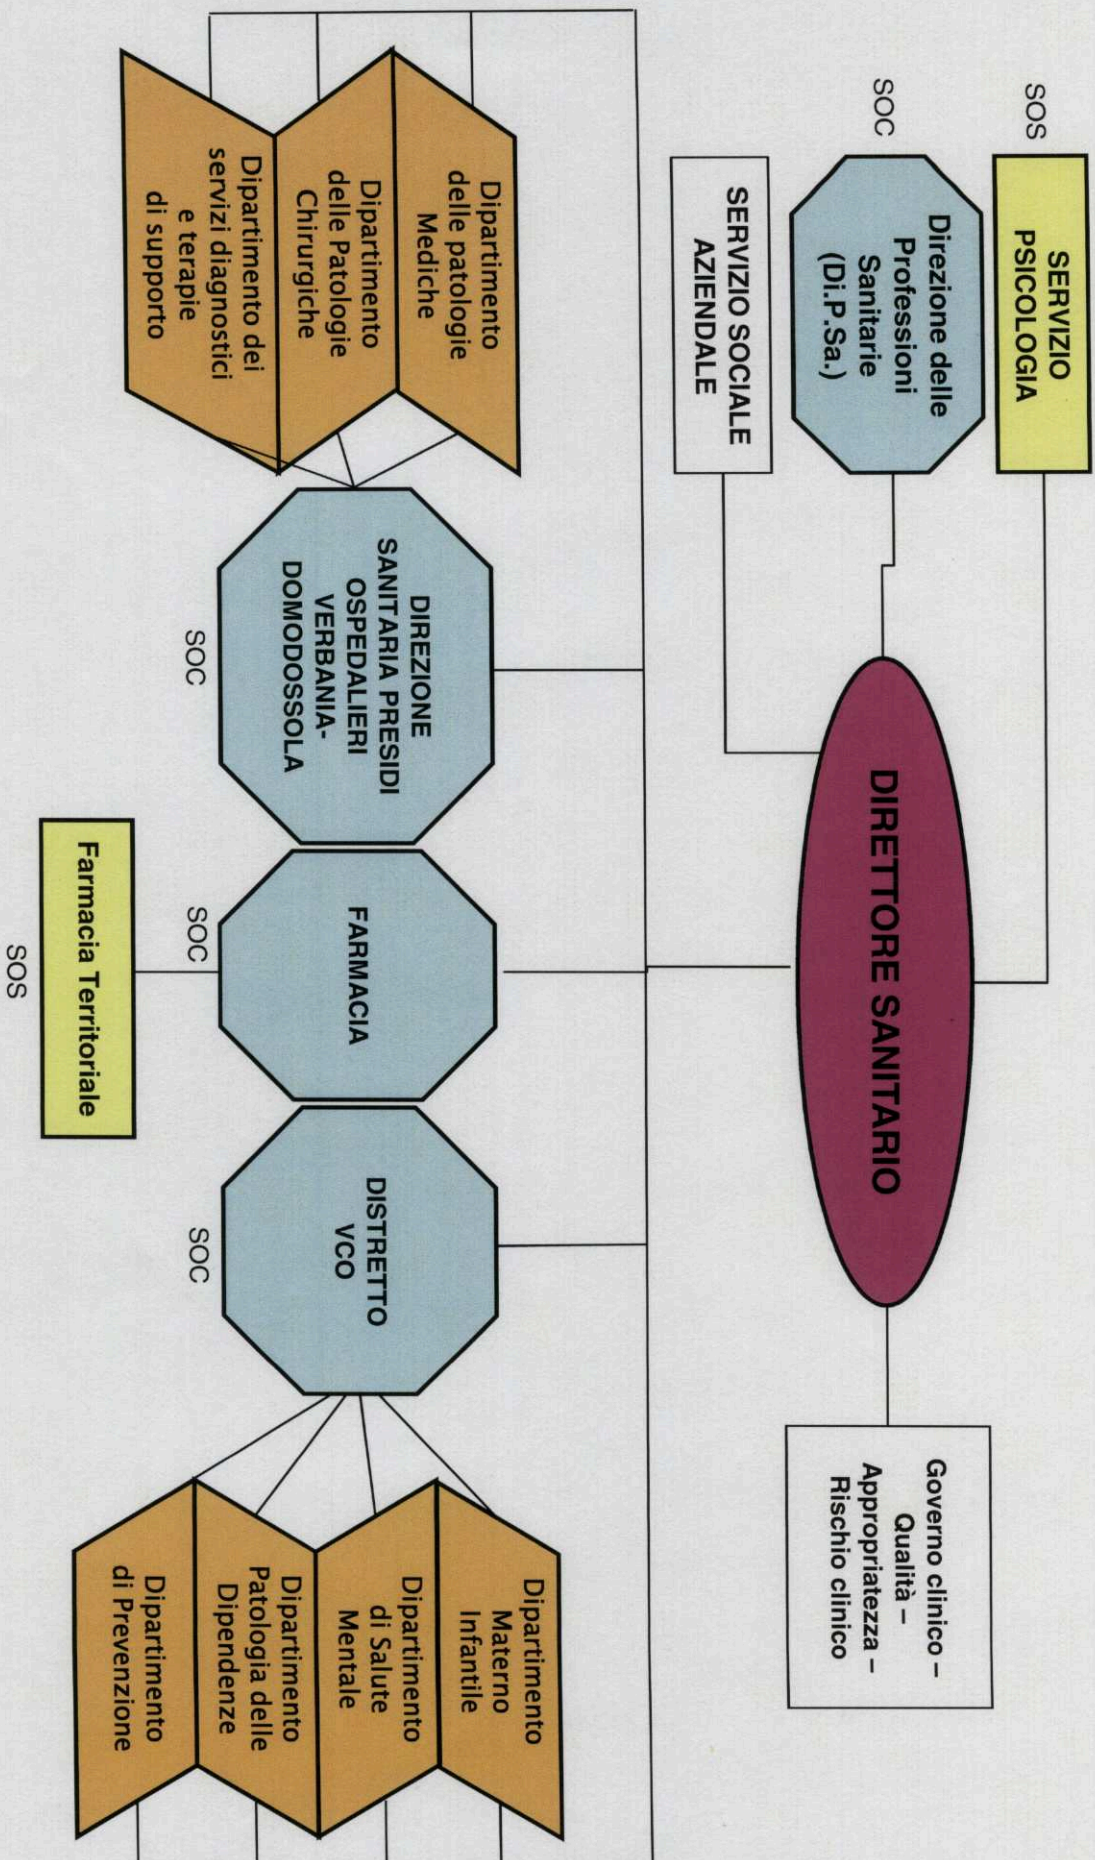 SOS
SERVIZIO
PSICOLOGIA
SOC
Direzione delle
Professioni
Sanitarie
(Di.P.Sa.)
SERVIZIO SOCIALE
AZIENDALE
DIRETTORE SANITARIO
Governo clinico –
Qualità –
Appropriatezza –
Rischio clinico
Dipartimento
delle patologie
Mediche
Dipartimento
delle Patologie
Chirurgiche
Dipartimento dei
servizi diagnostici
e terapie
di supporto
DIREZIONE
SANITARIA PRESIDI
OSPEDALIERI
VERBANIA-
DOMODOSSOLA
SOC
FARMACIA
SOC
Farmacia Territoriale
SOS
DISTRETTO
VCO
SOC
Dipartimento
Materno
Infantile
Dipartimento
di Salute
Mentale
Dipartimento
Patologia delle
Dipendenze
Dipartimento
di Prevenzione